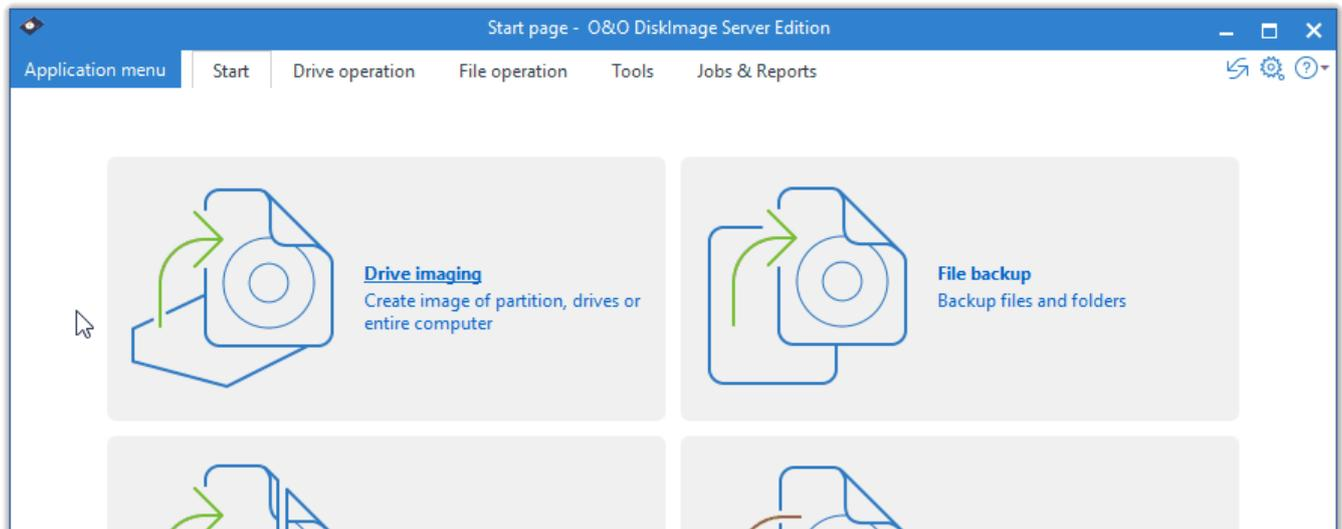 Start page - O&O DiskImage Server Edition
Application menu Start Drive operation File operation Tools Jobs & Reports
Drive imaging
Create image of partition, drives or
entire computer
File backup
Backup files and folders